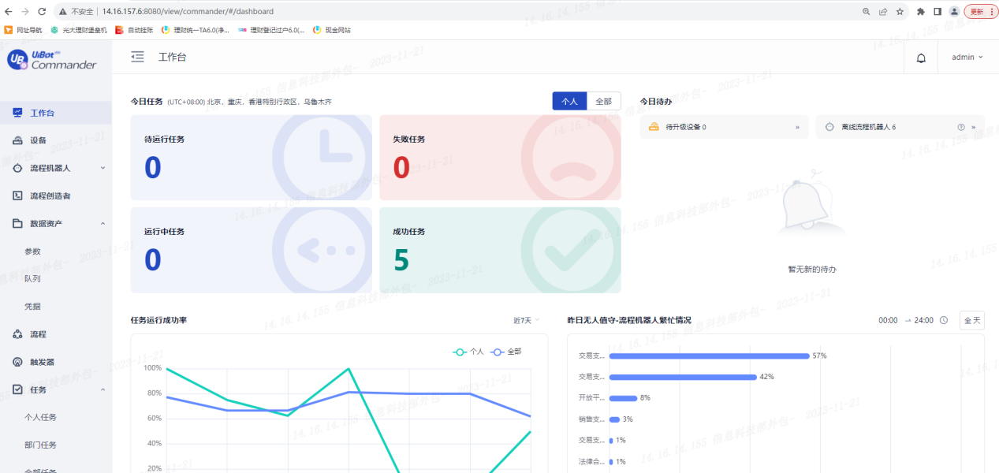 不安全 14.16.157.6:8080/view/commander/#/dashboard 更新
网址导航 光大理财堡垒机 自动挂账 理财统一TA6.0(净... 理财登记过户6.0(... 现金网站
UiBot Commander
工作台
admin
工作台
设备
流程机器人
流程创造者
数据资产
参数
队列
凭据
流程
触发器
任务
个人任务
部门任务
全部任务
今日任务 (UTC+08:00) 北京，重庆，香港特别行政区，乌鲁木齐
个人 全部
待运行任务
0
失败任务
0
运行中任务
0
成功任务
5
今日待办
待升级设备 0 »
离线流程机器人 6 »
暂无新的待办
任务运行成功率
近7天
个人 全部
100%
80%
60%
40%
20%
昨日无人值守-流程机器人繁忙情况
00:00 → 24:00 全天
交易支... 57%
交易支... 42%
开放平... 8%
销售支... 3%
交易支... 1%
法律合... 1%
14.16.14.155 信息科技部外包~ 2023-11-21